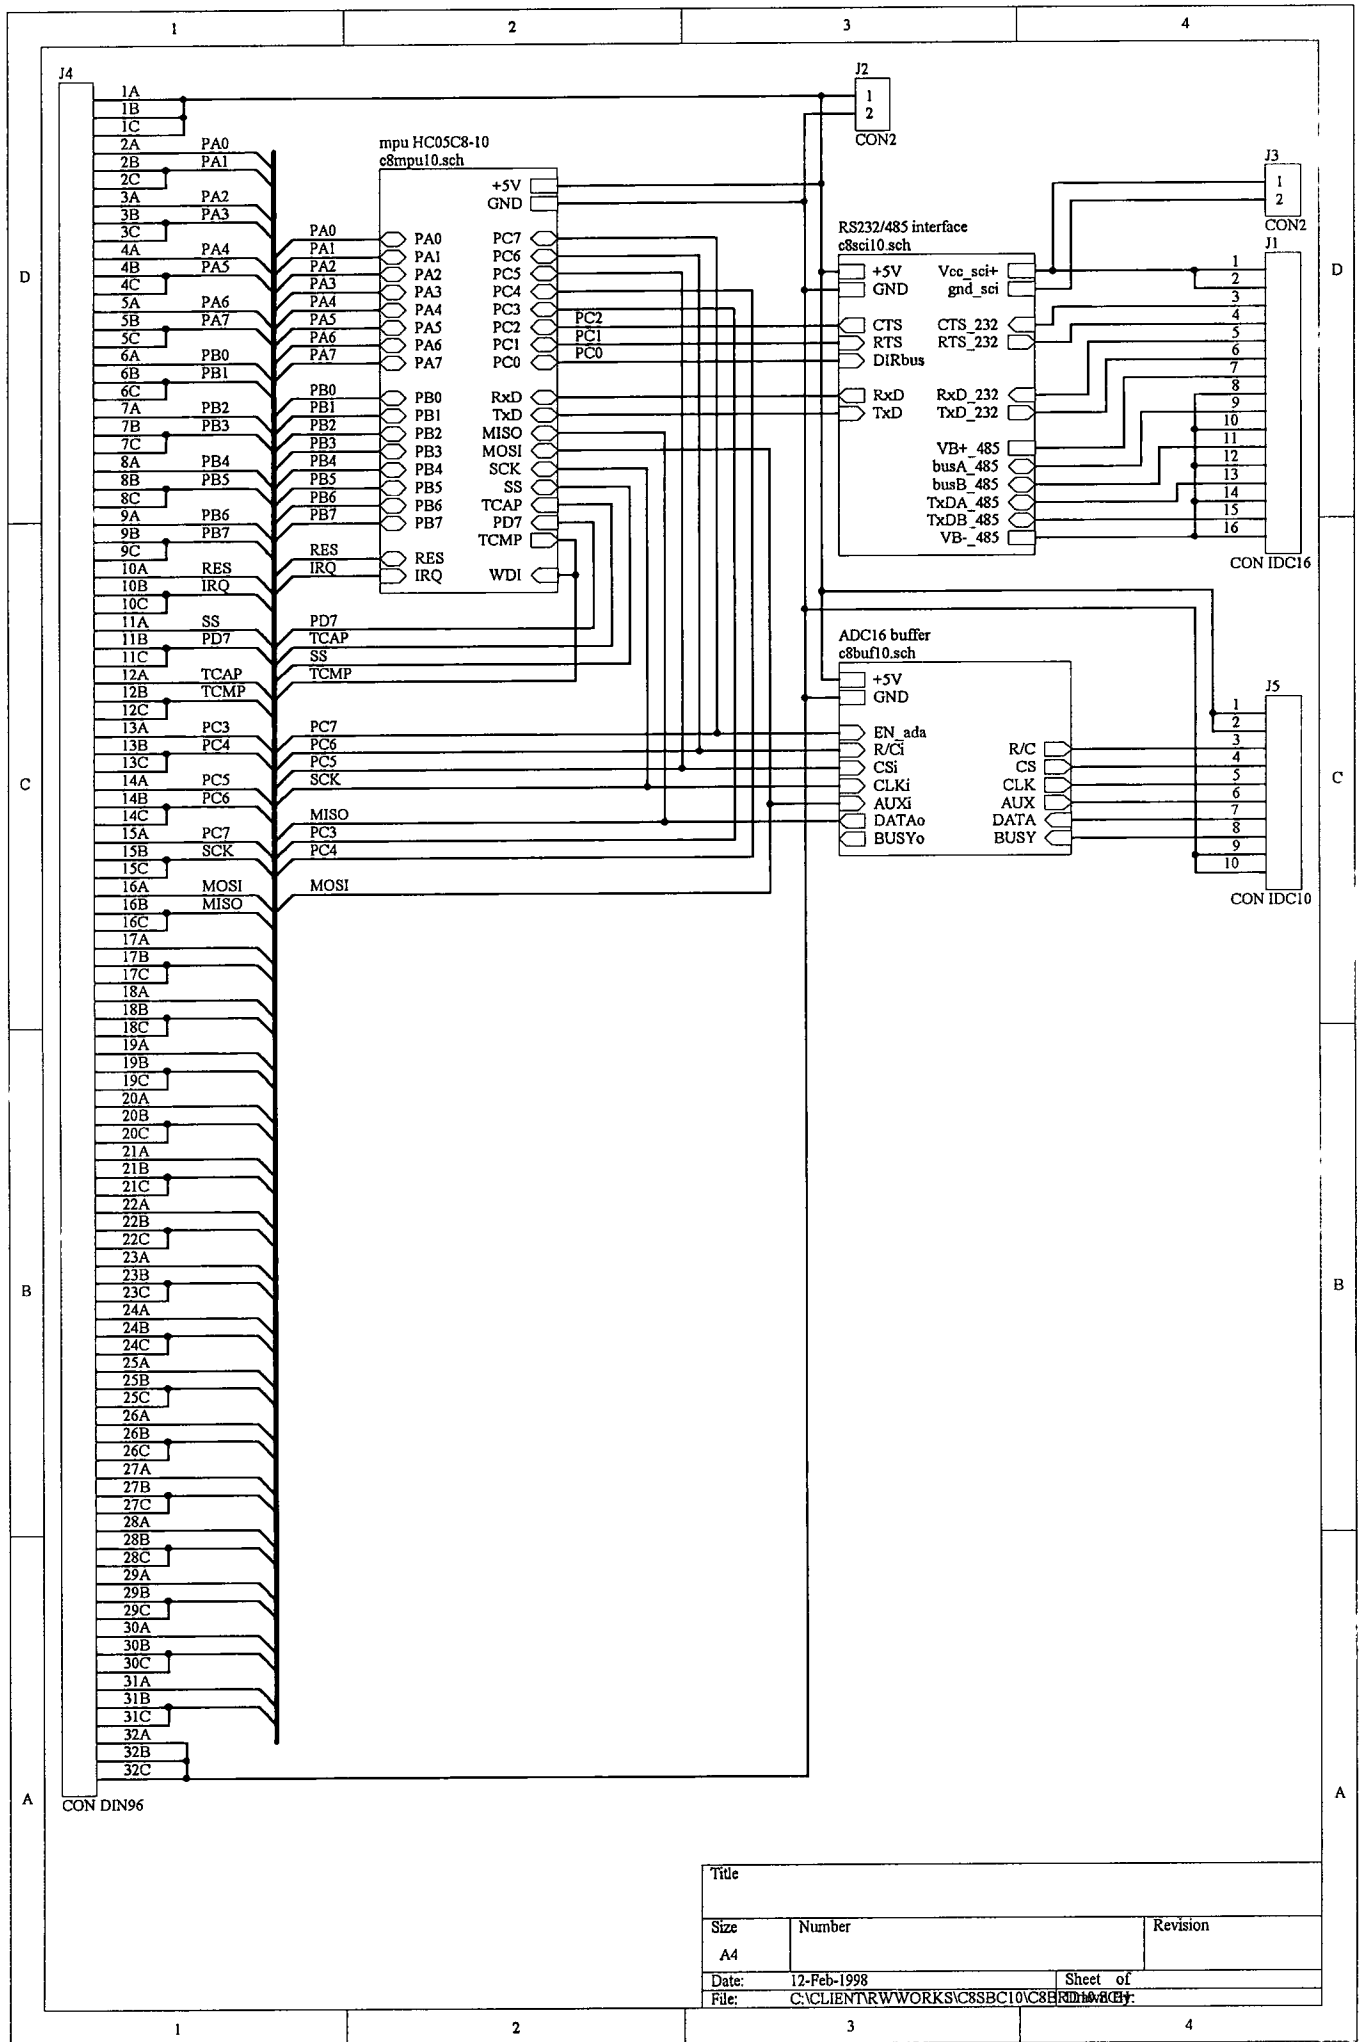 1 2 3 4
J4
1A
1B
1C
2A PA0
2B PA1
2C
3A PA2
3B PA3
3C
4A PA4
4B PA5
4C
5A PA6
5B PA7
5C
6A PB0
6B PB1
6C
7A PB2
7B PB3
7C
8A PB4
8B PB5
8C
9A PB6
9B PB7
9C
10A RES
10B IRQ
10C
11A SS
11B PD7
11C
12A TCAP
12B TCMP
12C
13A PC3
13B PC4
13C
14A PC5
14B PC6
14C
15A PC7
15B SCK
15C
16A MOSI
16B MISO
16C
17A
17B
17C
18A
18B
18C
19A
19B
19C
20A
20B
20C
21A
21B
21C
22A
22B
22C
23A
23B
23C
24A
24B
24C
25A
25B
25C
26A
26B
26C
27A
27B
27C
28A
28B
28C
29A
29B
29C
30A
30B
30C
31A
31B
31C
32A
32B
32C
CON DIN96
mpu HC05C8-10
c8mpu10.sch
+5V
GND
PA0 PA0 PC7
PA1 PA1 PC6
PA2 PA2 PC5
PA3 PA3 PC4
PA4 PA4 PC3
PA5 PA5 PC2 PC2
PA6 PA6 PC1 PC1
PA7 PA7 PC0 PC0
PB0 PB0 RxD
PB1 PB1 TxD
PB2 PB2 MISO
PB3 PB3 MOSI
PB4 PB4 SCK
PB5 PB5 SS
PB6 PB6 TCAP
PB7 PB7 PD7
TCMP
RES RES
IRQ IRQ WDI
PD7
TCAP
SS
TCMP
PC7
PC6
PC5
SCK
MISO
PC3
PC4
MOSI
J2
1
2
CON2
J3
1
2
CON2
RS232/485 interface
c8sci10.sch
+5V Vcc_sci+
GND gnd_sci
CTS CTS_232
RTS RTS_232
DIRbus
RxD RxD_232
TxD TxD_232
VB+_485
busA_485
busB_485
TxDA_485
TxDB_485
VB-_485
J1
1
2
3
4
5
6
7
8
9
10
11
12
13
14
15
16
CON IDC16
ADC16 buffer
c8buf10.sch
+5V
GND
EN_ada
R/Ci R/C
CSi CS
CLKi CLK
AUXi AUX
DATAo DATA
BUSYo BUSY
J5
1
2
3
4
5
6
7
8
9
10
CON IDC10
D D
C C
B B
A A
Title
Size Number Revision
A4
Date: 12-Feb-1998 Sheet of
File: C:\CLIENT\RWWORKS\C8SBC10\
1 2 3 4